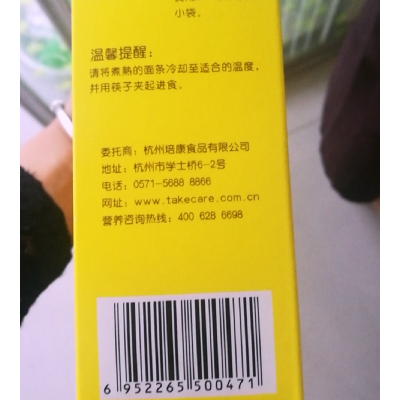 小袋。
温馨提醒：
请将煮熟的面条冷却至适合的温度，
并用筷子夹起进食。
委托商：杭州培康食品有限公司
地址：杭州市学士桥6-2号
电话：0571-5688 8866
网址：www.takecare.com.cn
营养咨询热线：400 628 6698
6 952265 500471